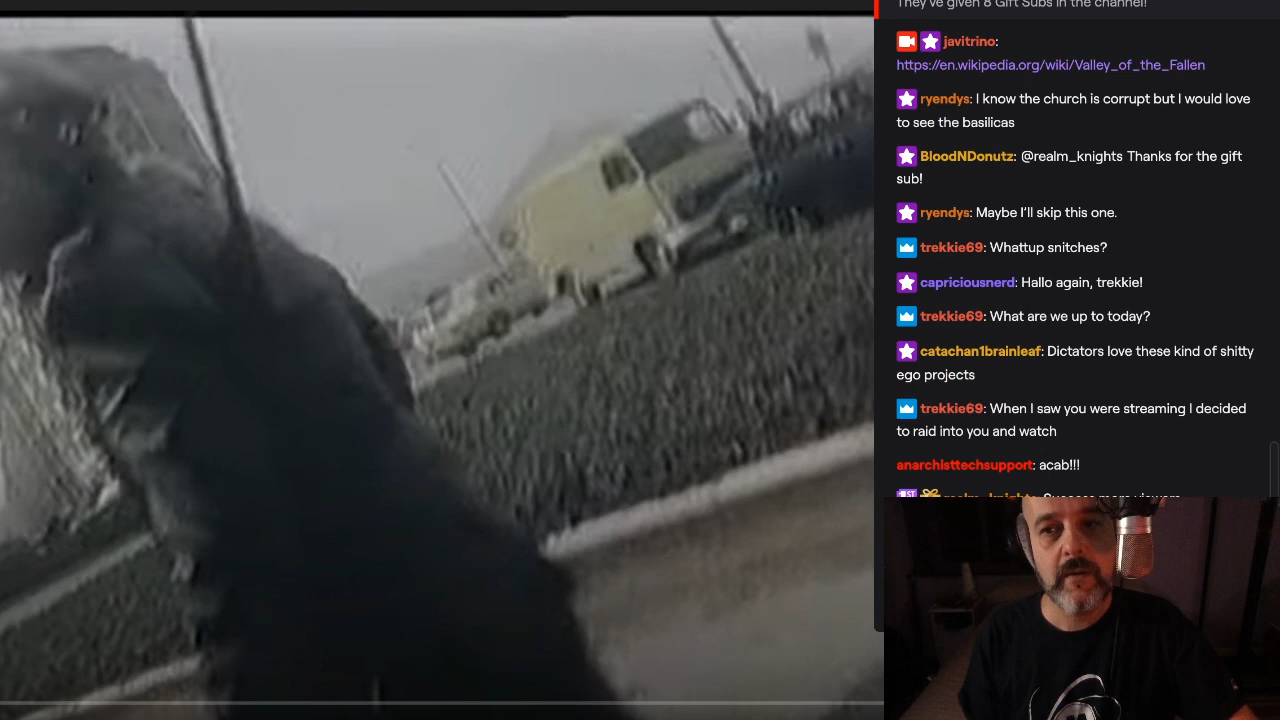 They've given 8 Gift Subs in the channel!
javitrino:
https://en.wikipedia.org/wiki/Valley_of_the_Fallen
ryendys: I know the church is corrupt but I would love
to see the basilicas
BloodNDonutz: @realm_knights Thanks for the gift
sub!
ryendys: Maybe I'll skip this one.
trekkie69: Whattup snitches?
capriciousnerd: Hallo again, trekkie!
trekkie69: What are we up to today?
catachan1brainleaf: Dictators love these kind of shitty
ego projects
trekkie69: When I saw you were streaming I decided
to raid into you and watch
anarchisttechsupport: acab!!!
realm_knights: Success more viewers